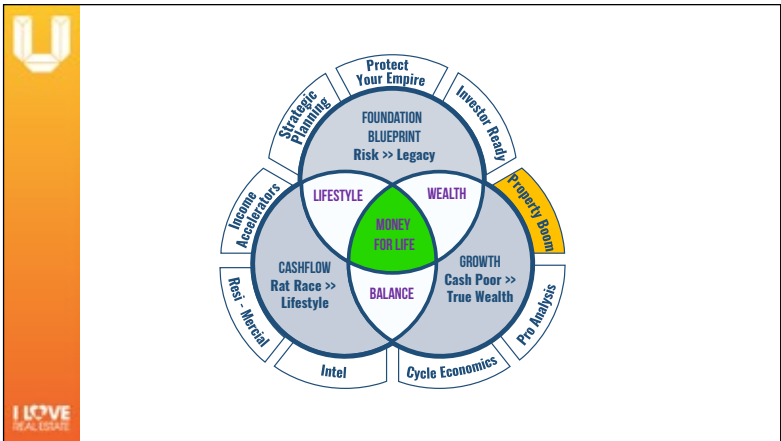 Protect
Your Empire
Strategic
Planning
Investor Ready
FOUNDATION
BLUEPRINT
Risk >> Legacy
Income
Accelerators
LIFESTYLE
WEALTH
Property Boom
MONEY
FOR LIFE
CASHFLOW
Rat Race >>
Lifestyle
GROWTH
Cash Poor >>
True Wealth
BALANCE
Resi - Mercial
Pro Analysis
Intel
Cycle Economics
I LOVE
REAL ESTATE